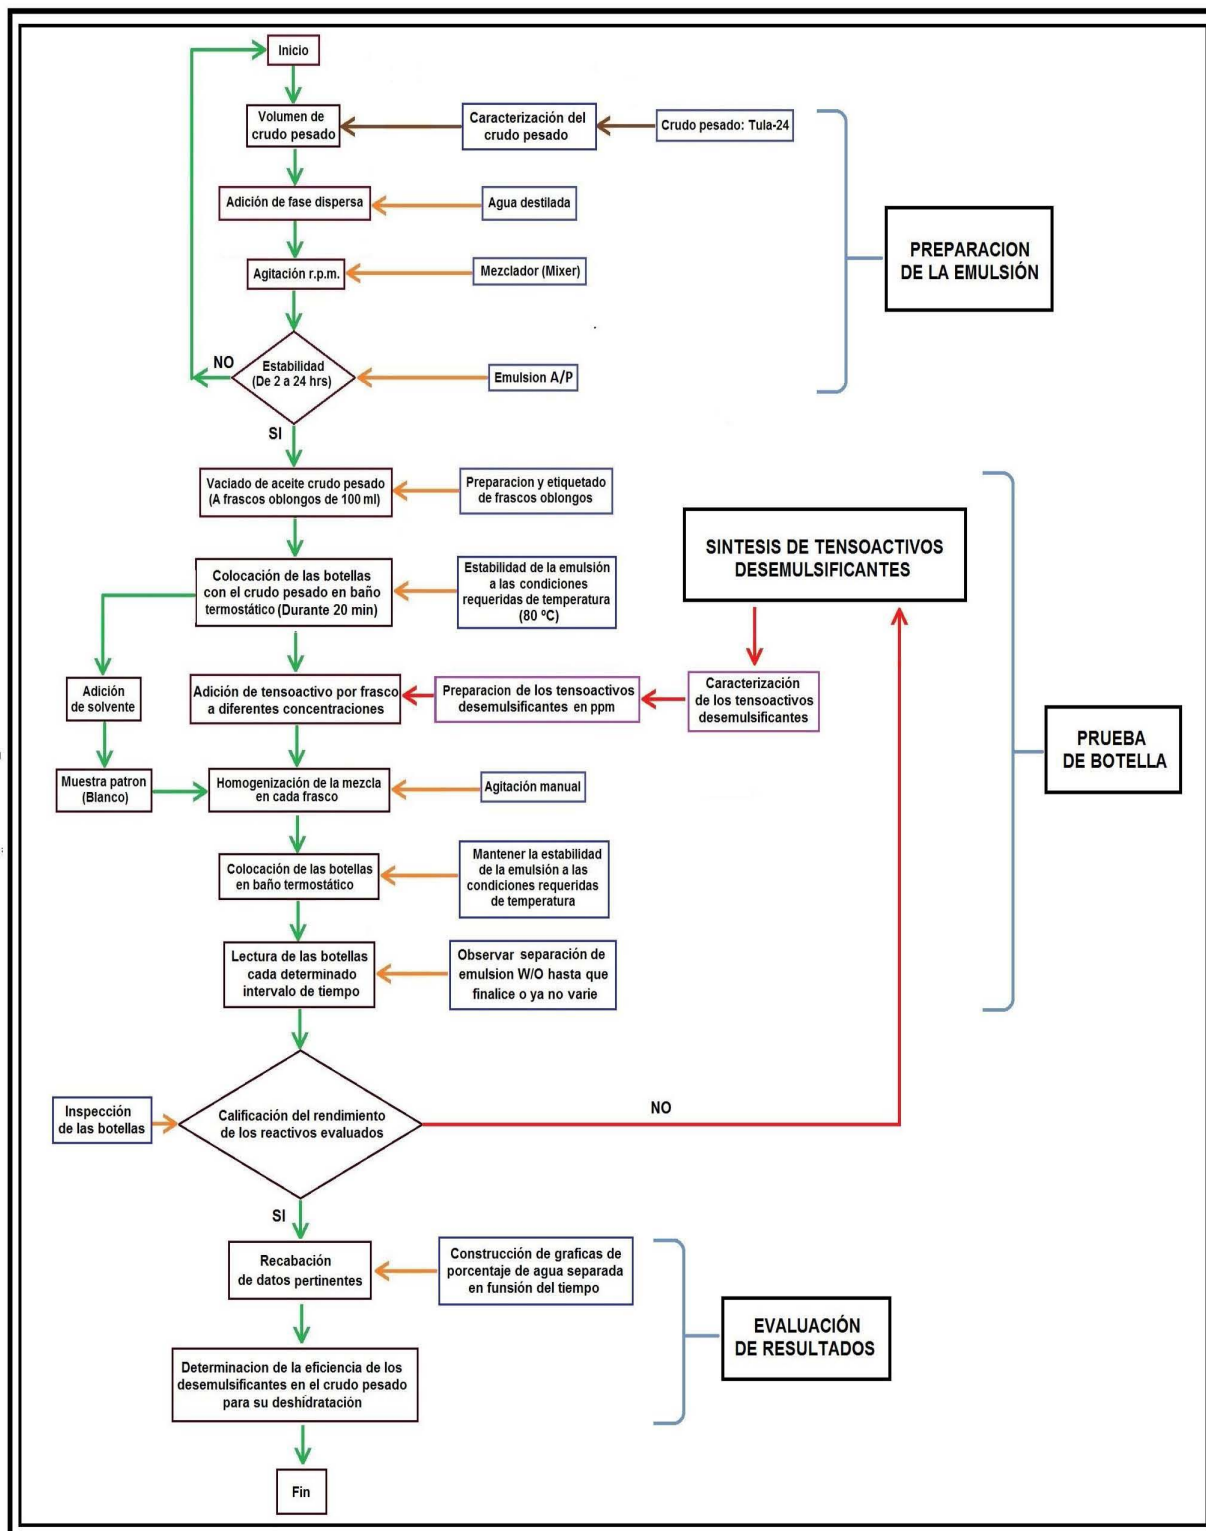 Inicio
Volumen de
crudo pesado
Caracterización del
crudo pesado
Crudo pesado: Tula-24
Adición de fase dispersa
Agua destilada
PREPARACION
DE LA EMULSIÓN
Agitación r.p.m.
Mezclador (Mixer)
NO
Estabilidad
(De 2 a 24 hrs)
Emulsion A/P
SI
Vaciado de aceite crudo pesado
(A frascos oblongos de 100 ml)
Preparacion y etiquetado
de frascos oblongos
SINTESIS DE TENSOACTIVOS
DESEMULSIFICANTES
Colocación de las botellas
con el crudo pesado en baño
termostático (Durante 20 min)
Estabilidad de la emulsión
a las condiciones
requeridas de temperatura
(80 ºC)
Adición
de solvente
Adición de tensoactivo por frasco
a diferentes concentraciones
Preparacion de los tensoactivos
desemulsificantes en ppm
Caracterización
de los tensoactivos
desemulsificantes
PRUEBA
DE BOTELLA
Muestra patron
(Blanco)
Homogenización de la mezcla
en cada frasco
Agitación manual
Colocación de las botellas
en baño termostático
Mantener la estabilidad
de la emulsión a las
condiciones requeridas
de temperatura
Lectura de las botellas
cada determinado
intervalo de tiempo
Observar separación de
emulsion W/O hasta que
finalice o ya no varie
Inspección
de las botellas
Calificación del rendimiento
de los reactivos evaluados
NO
SI
Recabación
de datos pertinentes
Construcción de graficas de
porcentaje de agua separada
en funsión del tiempo
EVALUACIÓN
DE RESULTADOS
Determinacion de la eficiencia de los
desemulsificantes en el crudo pesado
para su deshidratación
Fin